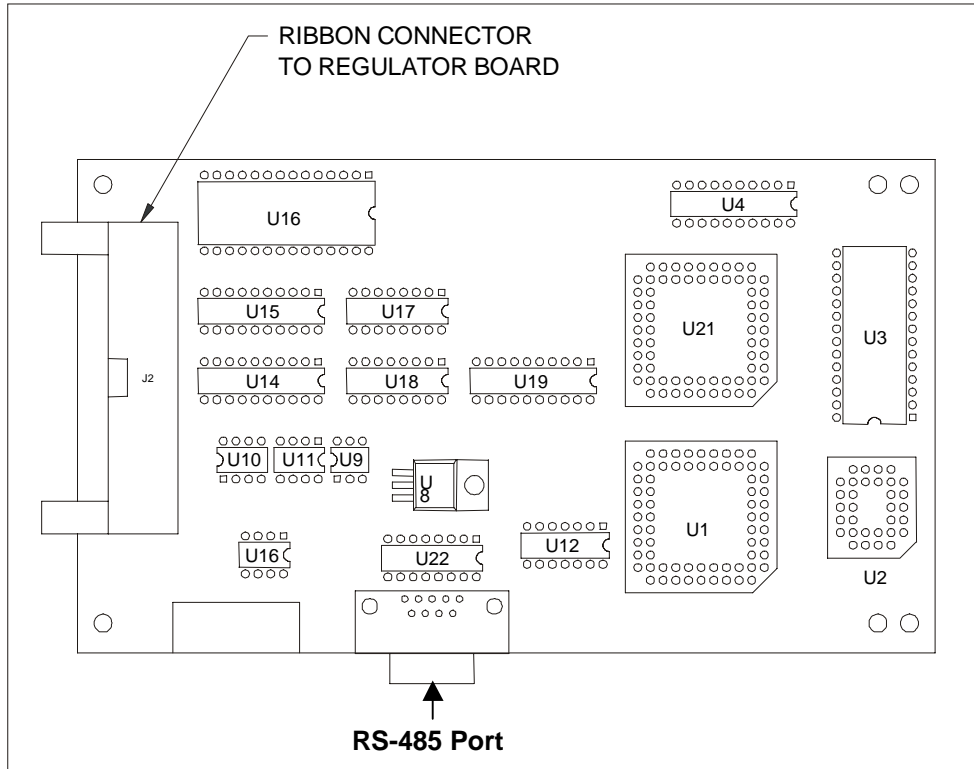 RIBBON CONNECTOR
TO REGULATOR BOARD
U16
U4
U15
U17
U21
U3
J2
U14
U18
U19
U10
U11
U9
U
8
U1
U16
U22
U12
U2
RS-485 Port